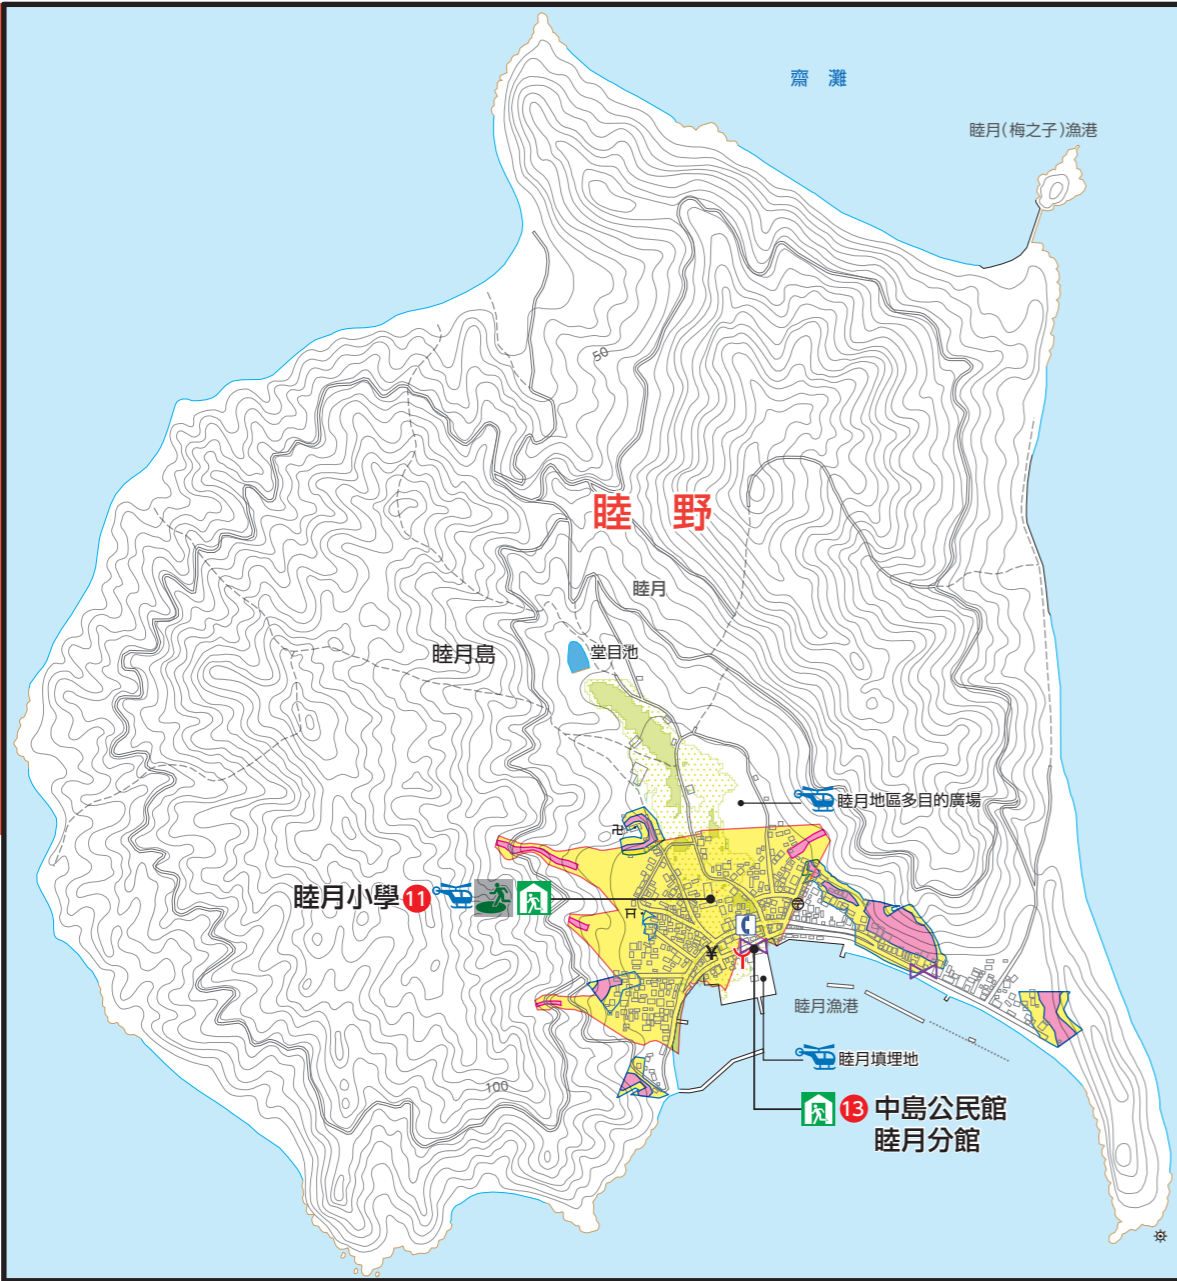 齋 灘
睦月(梅之子)漁港
50
睦 野
睦月
睦月島
堂目池
睦月地區多目的廣場
睦月小學 11
睦月漁港
睦月填埋地
100
13 中島公民館
睦月分館